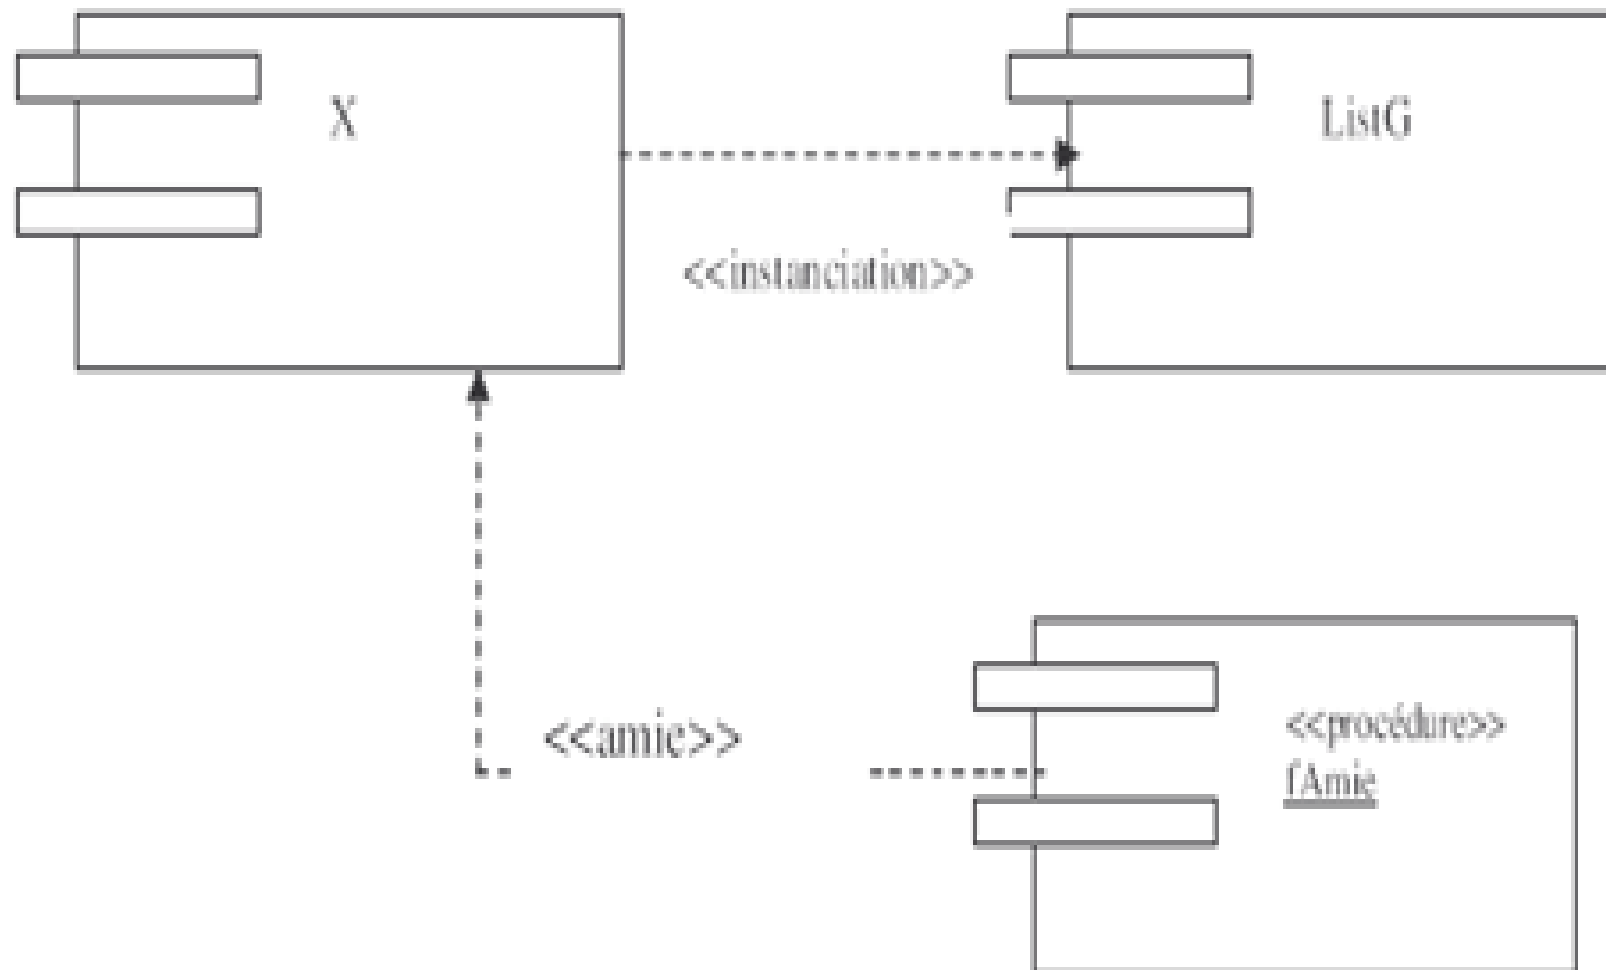 X
ListG
<<instanciation>>
<<amie>>
<<procédure>>
fAmie